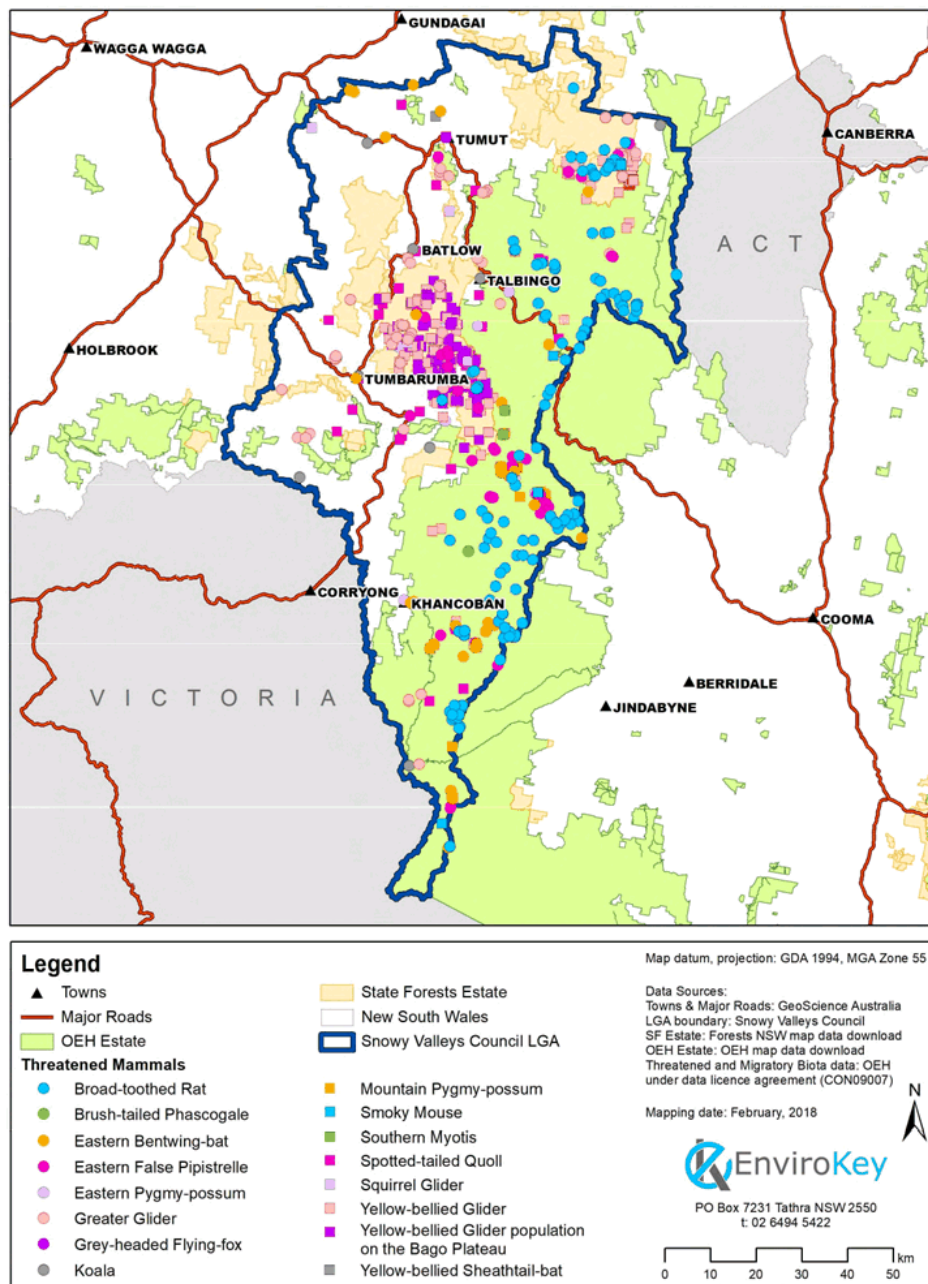 GUNDAGAI
WAGGA WAGGA
CANBERRA
TUMUT
A C T
BATLOW
TALBINGO
HOLBROOK
TUMBARUMBA
CORRYONG
KHANCOBAN
COOMA
V I C T O R I A
BERRIDALE
JINDABYNE
Legend
Towns
Major Roads
OEH Estate
State Forests Estate
New South Wales
Snowy Valleys Council LGA
Threatened Mammals
Broad-toothed Rat
Brush-tailed Phascogale
Eastern Bentwing-bat
Eastern False Pipistrelle
Eastern Pygmy-possum
Greater Glider
Grey-headed Flying-fox
Koala
Mountain Pygmy-possum
Smoky Mouse
Southern Myotis
Spotted-tailed Quoll
Squirrel Glider
Yellow-bellied Glider
Yellow-bellied Glider population
on the Bago Plateau
Yellow-bellied Sheathtail-bat
Map datum, projection: GDA 1994, MGA Zone 55
Data Sources:
Towns & Major Roads: GeoScience Australia
LGA boundary: Snowy Valleys Council
SF Estate: Forests NSW map data download
OEH Estate: OEH map data download
Threatened and Migratory Biota data: OEH
under data licence agreement (CON09007)
Mapping date: February, 2018
N
EnviroKey
PO Box 7231 Tathra NSW 2550
t: 02 6494 5422
km
0 10 20 30 40 50